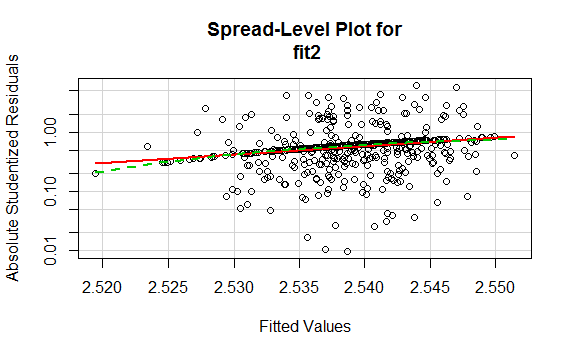 Spread-Level Plot for
fit2
Absolute Studentized Residuals
1.00
0.10
0.01
2.520 2.525 2.530 2.535 2.540 2.545 2.550
Fitted Values